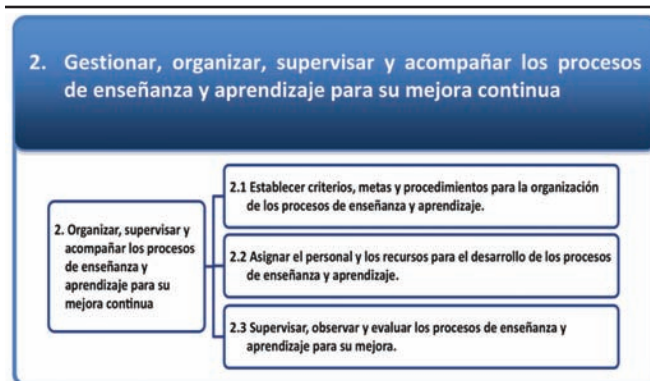 2. Gestionar, organizar, supervisar y acompañar los procesos
de enseñanza y aprendizaje para su mejora continua
2. Organizar, supervisar y
acompañar los procesos
de enseñanza y
aprendizaje para su
mejora continua
2.1 Establecer criterios, metas y procedimientos para la organización
de los procesos de enseñanza y aprendizaje.
2.2 Asignar el personal y los recursos para el desarrollo de los procesos
de enseñanza y aprendizaje.
2.3 Supervisar, observar y evaluar los procesos de enseñanza y
aprendizaje para su mejora.